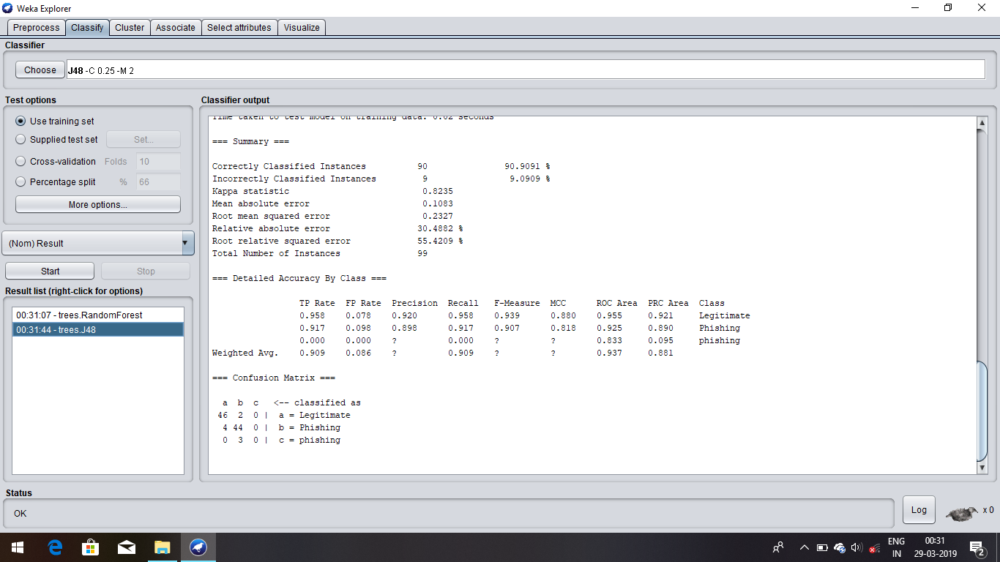 Weka Explorer
Preprocess Classify Cluster Associate Select attributes Visualize
Classifier
Choose J48 -C 0.25 -M 2
Test options
Use training set
Supplied test set Set...
Cross-validation Folds 10
Percentage split % 66
More options...
(Nom) Result
Start Stop
Result list (right-click for options)
00:31:07 - trees.RandomForest
00:31:44 - trees.J48
Classifier output
Time taken to test model on training data: 0.02 seconds
=== Summary ===
Correctly Classified Instances 90 90.9091 %
Incorrectly Classified Instances 9 9.0909 %
Kappa statistic 0.8235
Mean absolute error 0.1083
Root mean squared error 0.2327
Relative absolute error 30.4882 %
Root relative squared error 55.4209 %
Total Number of Instances 99
=== Detailed Accuracy By Class ===
TP Rate FP Rate Precision Recall F-Measure MCC ROC Area PRC Area Class
0.958 0.078 0.920 0.958 0.939 0.880 0.955 0.921 Legitimate
0.917 0.098 0.898 0.917 0.907 0.818 0.925 0.890 Phishing
0.000 0.000 ? 0.000 ? ? 0.833 0.095 phishing
Weighted Avg. 0.909 0.086 ? 0.909 ? ? 0.937 0.881
=== Confusion Matrix ===
a b c <-- classified as
46 2 0 | a = Legitimate
4 44 0 | b = Phishing
0 3 0 | c = phishing
Status
OK
Log
x 0
ENG
IN
00:31
29-03-2019
2